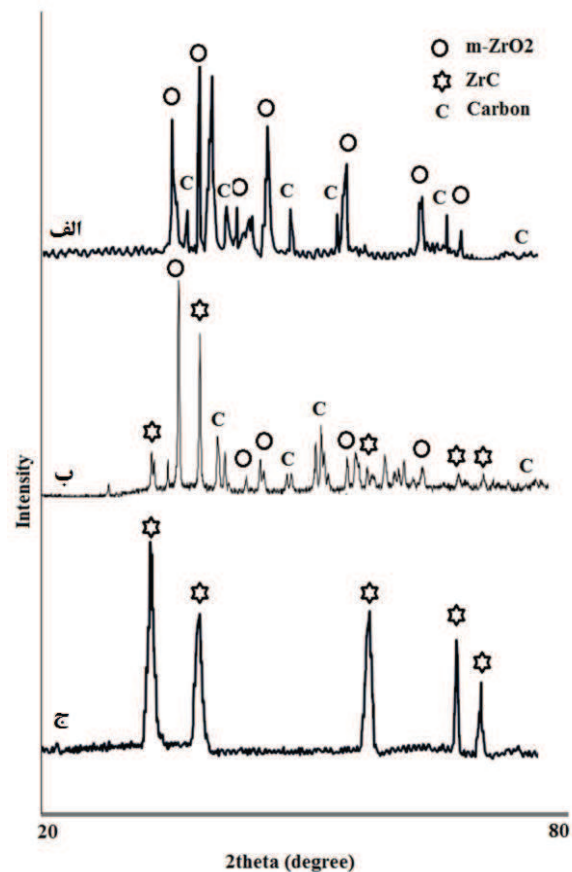 m-ZrO2
ZrC
C Carbon
C C C C C C
الف
C C C C
ب
ج
Intensity
20 80
2theta (degree)